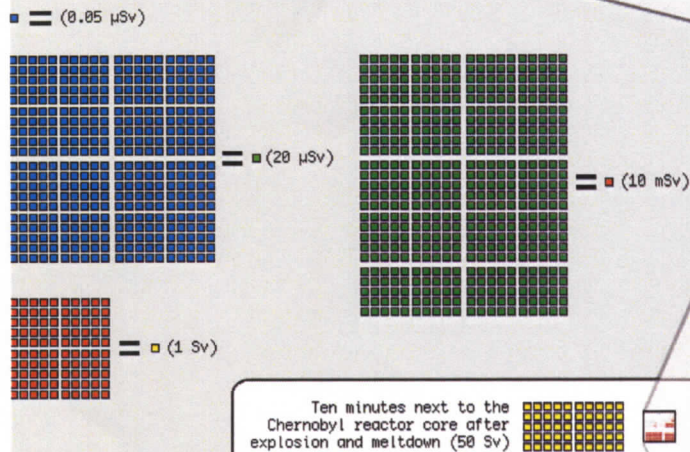 = (0.05 μSv)
= (20 μSv)
= (10 mSv)
= (1 Sv)
Ten minutes next to the
Chernobyl reactor core after
explosion and meltdown (50 Sv)